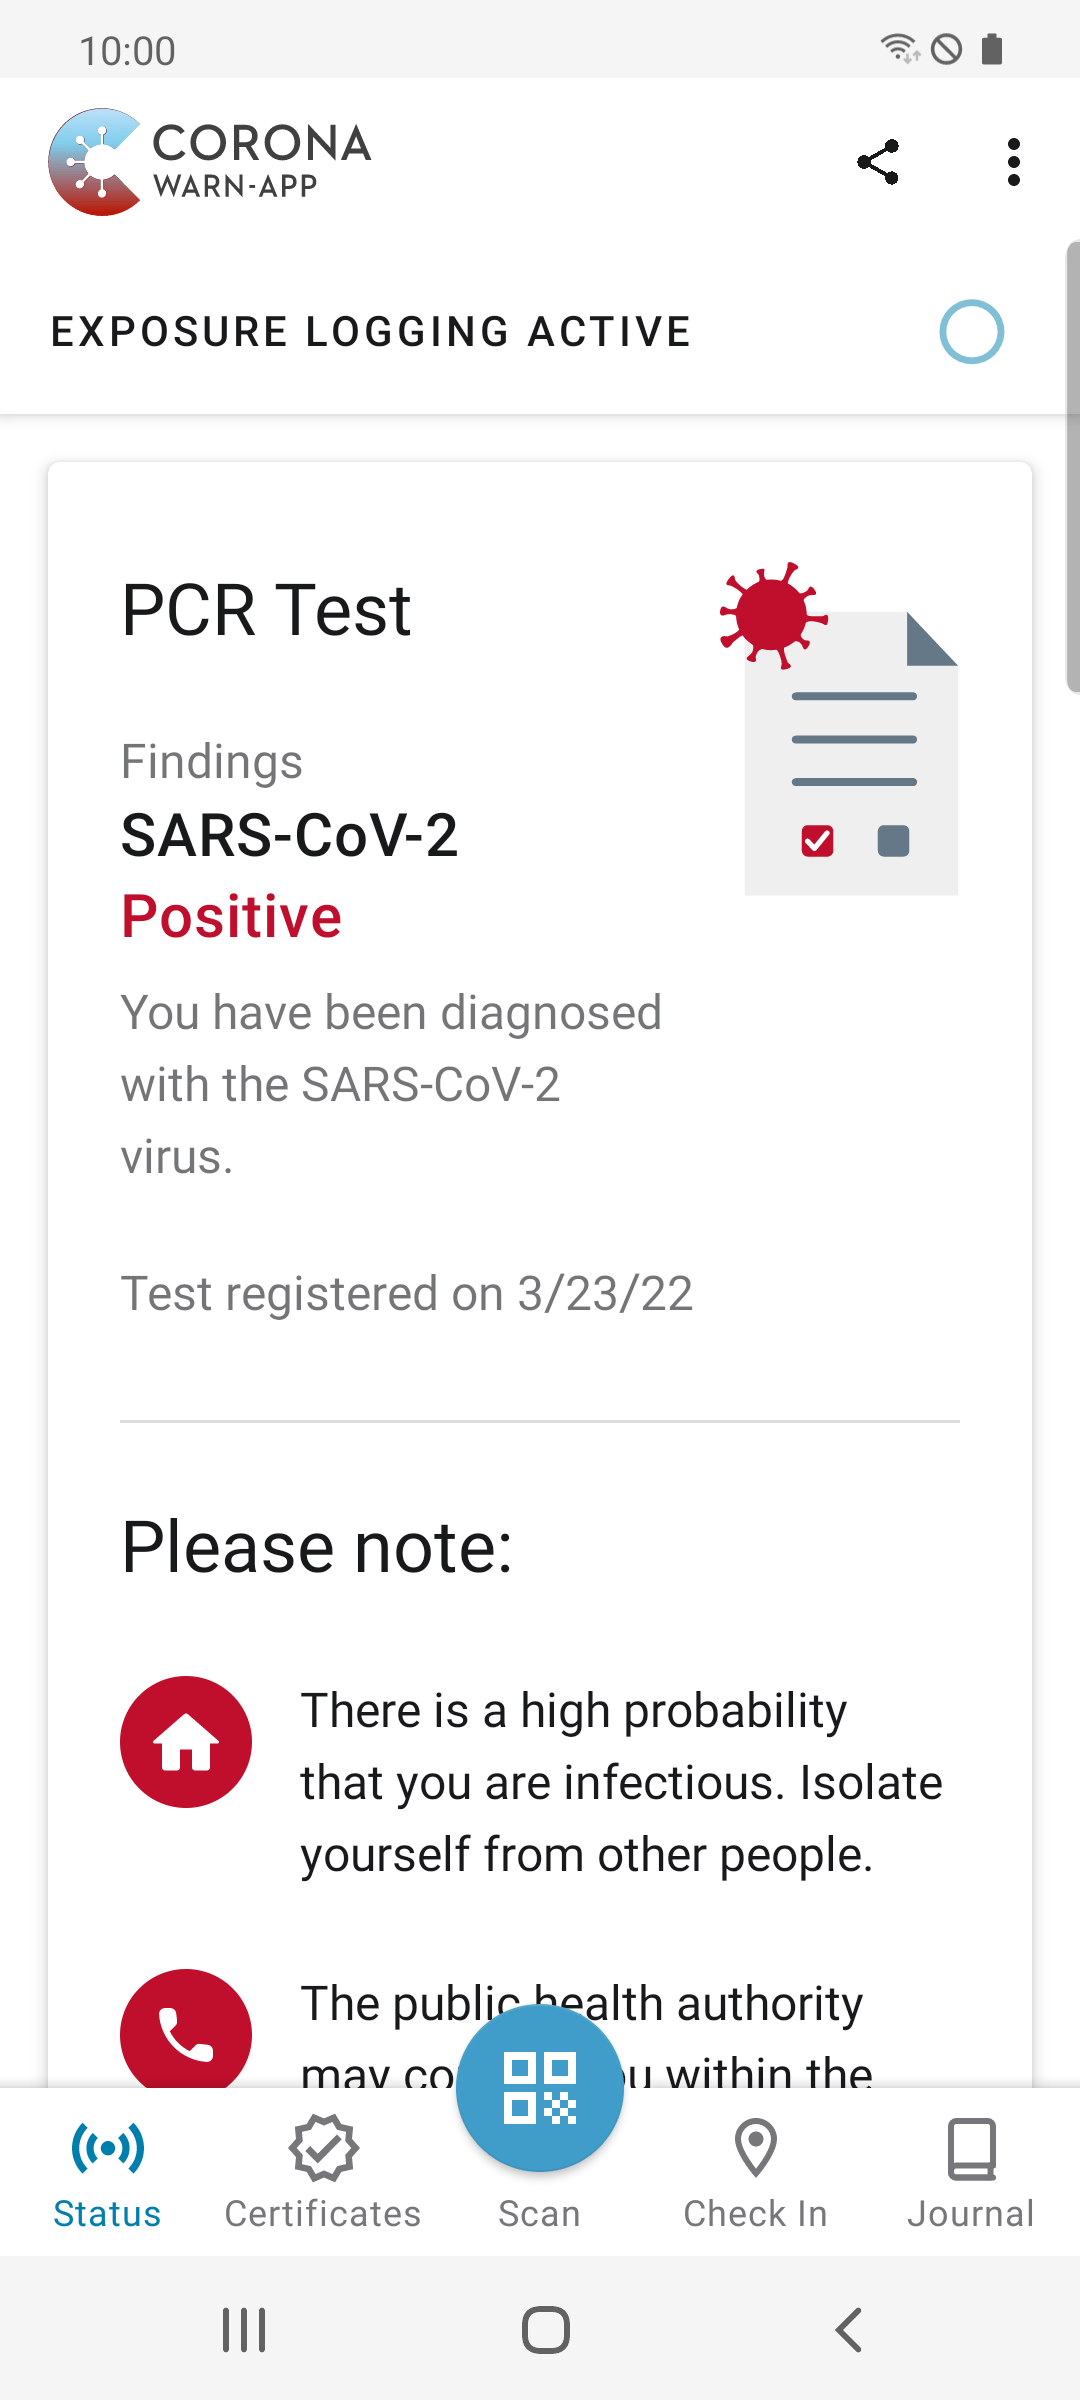 10:00
CORONA
WARN-APP
EXPOSURE LOGGING ACTIVE
PCR Test
Findings
SARS-CoV-2
Positive
You have been diagnosed
with the SARS-CoV-2
virus.
Test registered on 3/23/22
Please note:
There is a high probability
that you are infectious. Isolate
yourself from other people.
The public health authority
may within the
Status
Certificates
Scan
Check In
Journal